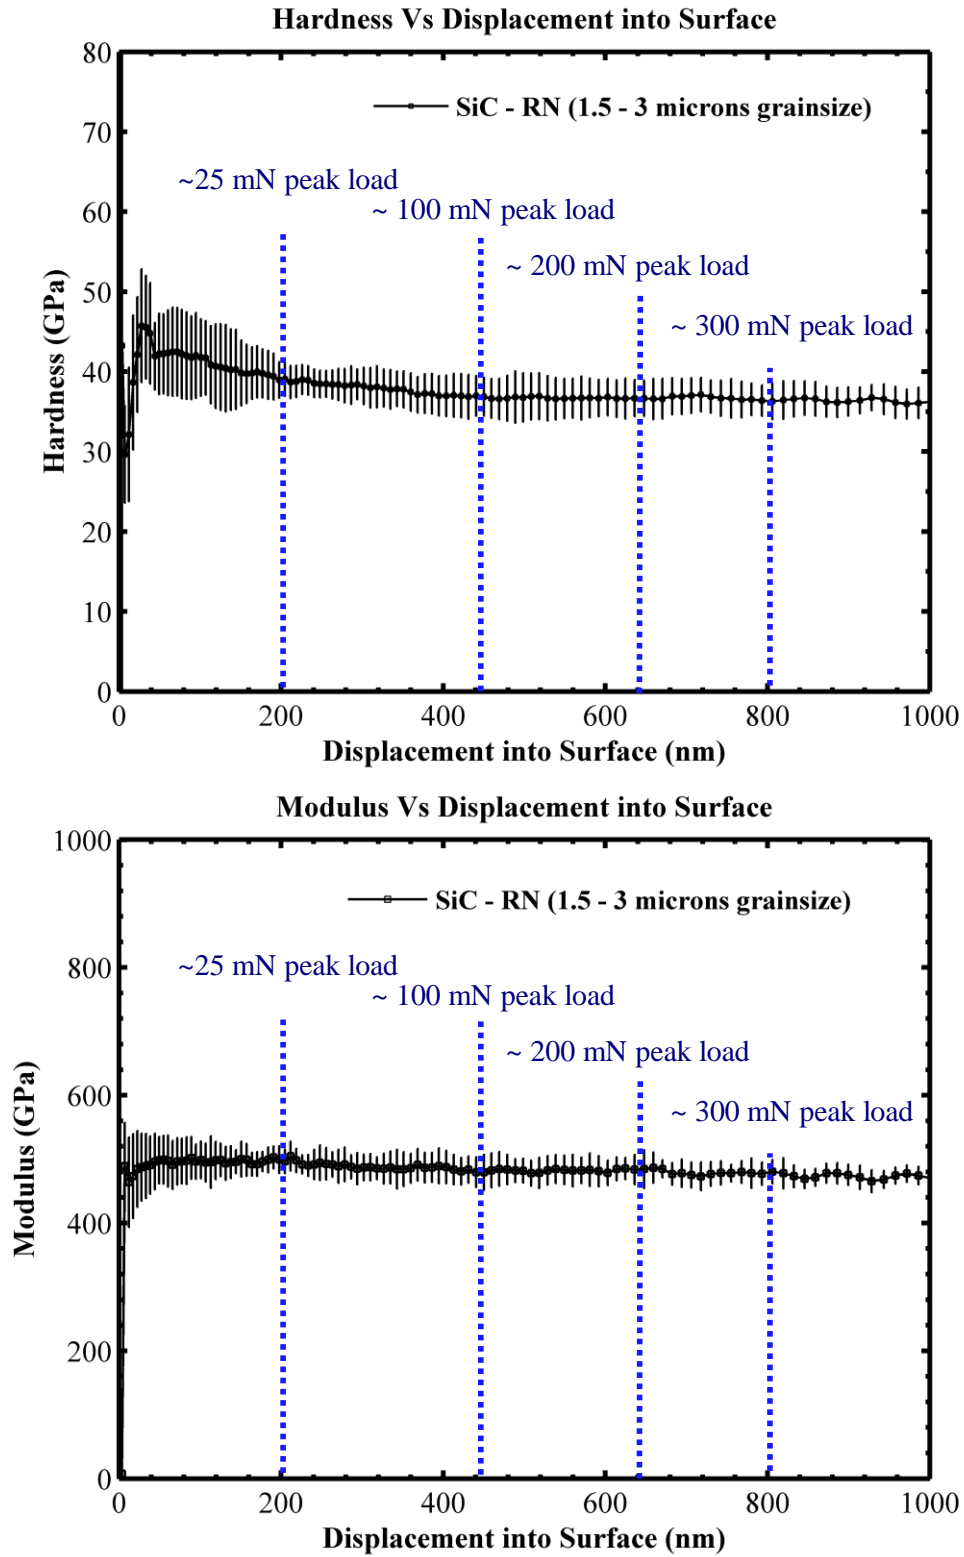 Hardness Vs Displacement into Surface
80
SiC - RN (1.5 - 3 microns grainsize)
70
~25 mN peak load
~ 100 mN peak load
60
~ 200 mN peak load
50
~ 300 mN peak load
40
Hardness (GPa)
30
20
10
0
0 200 400 600 800 1000
Displacement into Surface (nm)
Modulus Vs Displacement into Surface
1000
SiC - RN (1.5 - 3 microns grainsize)
800
~25 mN peak load
~ 100 mN peak load
~ 200 mN peak load
600
~ 300 mN peak load
Modulus (GPa)
400
200
0
0 200 400 600 800 1000
Displacement into Surface (nm)